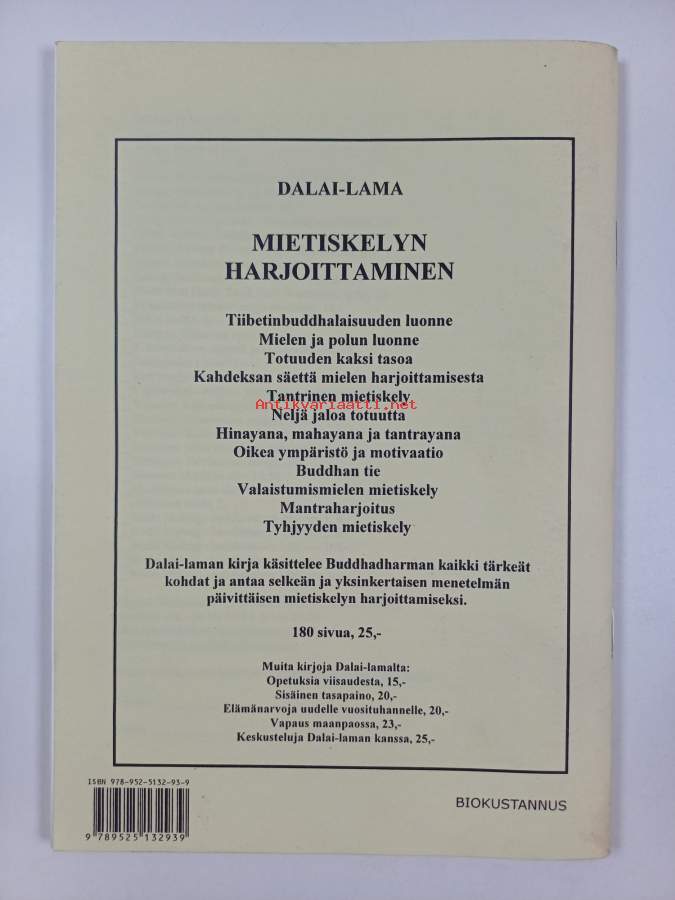 DALAI-LAMA
MIETISKELYN
HARJOITTAMINEN
Tiibetinbuddhalaisuuden luonne
Mielen ja polun luonne
Totuuden kaksi tasoa
Kahdeksan säettä mielen harjoittamisesta
Tantrinen mietiskely
Antikvariaatti.net
Neljä jaloa totuutta
Hinayana, mahayana ja tantrayana
Oikea ympäristö ja motivaatio
Buddhan tie
Valaistumismielen mietiskely
Mantraharjoitus
Tyhjyyden mietiskely
Dalai-laman kirja käsittelee Buddhadharman kaikki tärkeät
kohdat ja antaa selkeän ja yksinkertaisen menetelmän
päivittäisen mietiskelyn harjoittamiseksi.
180 sivua, 25,-
Muita kirjoja Dalai-lamalta:
Opetuksia viisaudesta, 15,-
Sisäinen tasapaino, 20,-
Elämänarvoja uudelle vuosituhannelle, 20,-
Vapaus maanpaossa, 23,-
Keskusteluja Dalai-laman kanssa, 25,-
ISBN 978-952-5132-93-9
9 789525 132939
BIOKUSTANNUS